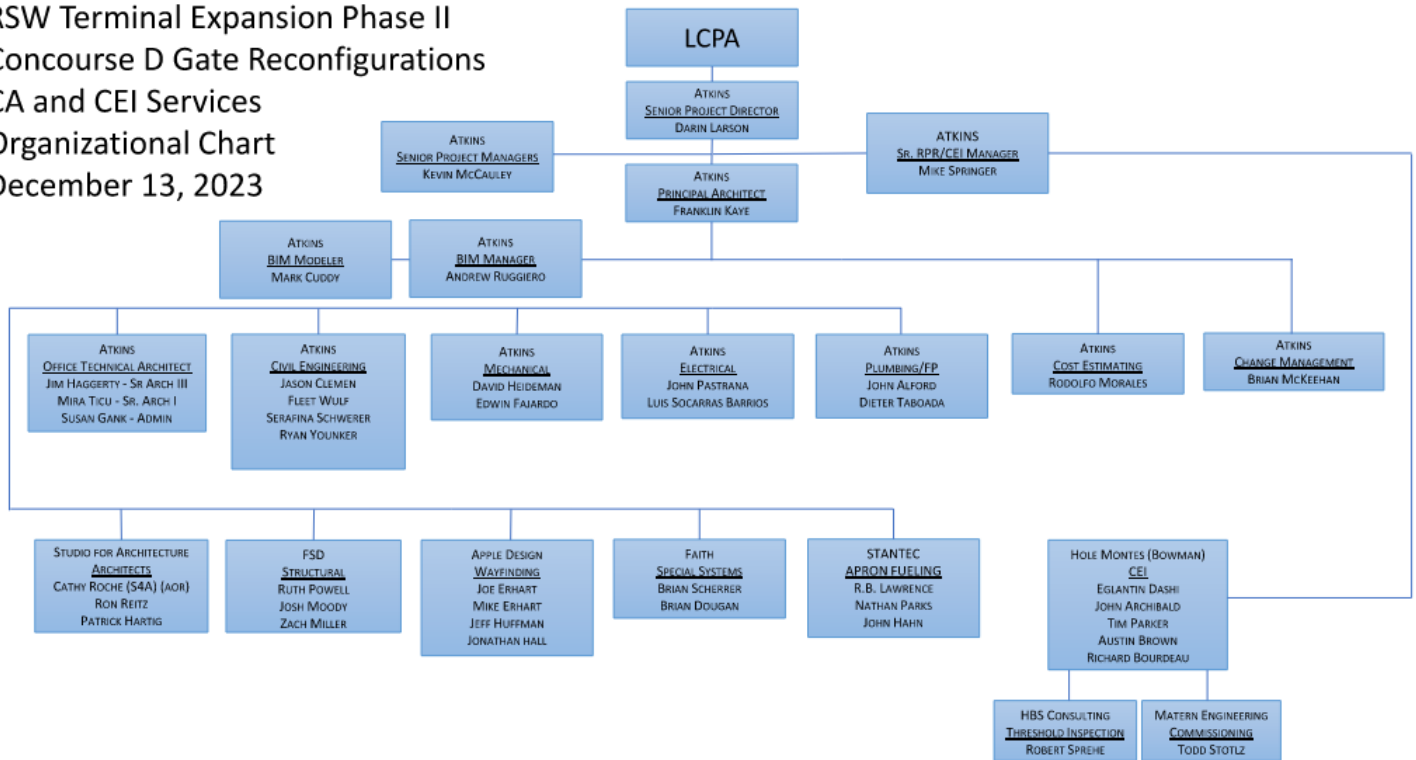 RSW Terminal Expansion Phase II
Concourse D Gate Reconfigurations
CA and CEI Services
Organizational Chart
December 13, 2023
LCPA
ATKINS
SENIOR PROJECT DIRECTOR
DARIN LARSON
ATKINS
SENIOR PROJECT MANAGERS
KEVIN MCCAULEY
ATKINS
SR. RPR/CEI MANAGER
MIKE SPRINGER
ATKINS
PRINCIPAL ARCHITECT
FRANKLIN KAYE
ATKINS
BIM MODELER
MARK CUDDY
ATKINS
BIM MANAGER
ANDREW RUGGIERO
ATKINS
OFFICE TECHNICAL ARCHITECT
JIM HAGGERTY - SR ARCH III
MIRA TICU - SR. ARCH I
SUSAN GANK - ADMIN
ATKINS
CIVIL ENGINEERING
JASON CLEMEN
FLEET WULF
SERAFINA SCHWERER
RYAN YOUNKER
ATKINS
MECHANICAL
DAVID HEIDEMAN
EDWIN FAJARDO
ATKINS
ELECTRICAL
JOHN PASTRANA
LUIS SOCARRAS BARRIOS
ATKINS
PLUMBING/FP
JOHN ALFORD
DIETER TABOADA
ATKINS
COST ESTIMATING
RODOLFO MORALES
ATKINS
CHANGE MANAGEMENT
BRIAN MCKEEHAN
STUDIO FOR ARCHITECTURE
ARCHITECTS
CATHY ROCHE (S4A) (AOR)
RON REITZ
PATRICK HARTIG
FSD
STRUCTURAL
RUTH POWELL
JOSH MOODY
ZACH MILLER
APPLE DESIGN
WAYFINDING
JOE ERHART
MIKE ERHART
JEFF HUFFMAN
JONATHAN HALL
FAITH
SPECIAL SYSTEMS
BRIAN SCHERRER
BRIAN DOUGAN
STANTEC
APRON FUELING
R.B. LAWRENCE
NATHAN PARKS
JOHN HAHN
HOLE MONTES (BOWMAN)
CEI
EGLANTIN DASHI
JOHN ARCHIBALD
TIM PARKER
AUSTIN BROWN
RICHARD BOURDEAU
HBS CONSULTING
THRESHOLD INSPECTION
ROBERT SPREHE
MATERN ENGINEERING
COMMISSIONING
TODD STOTLZ